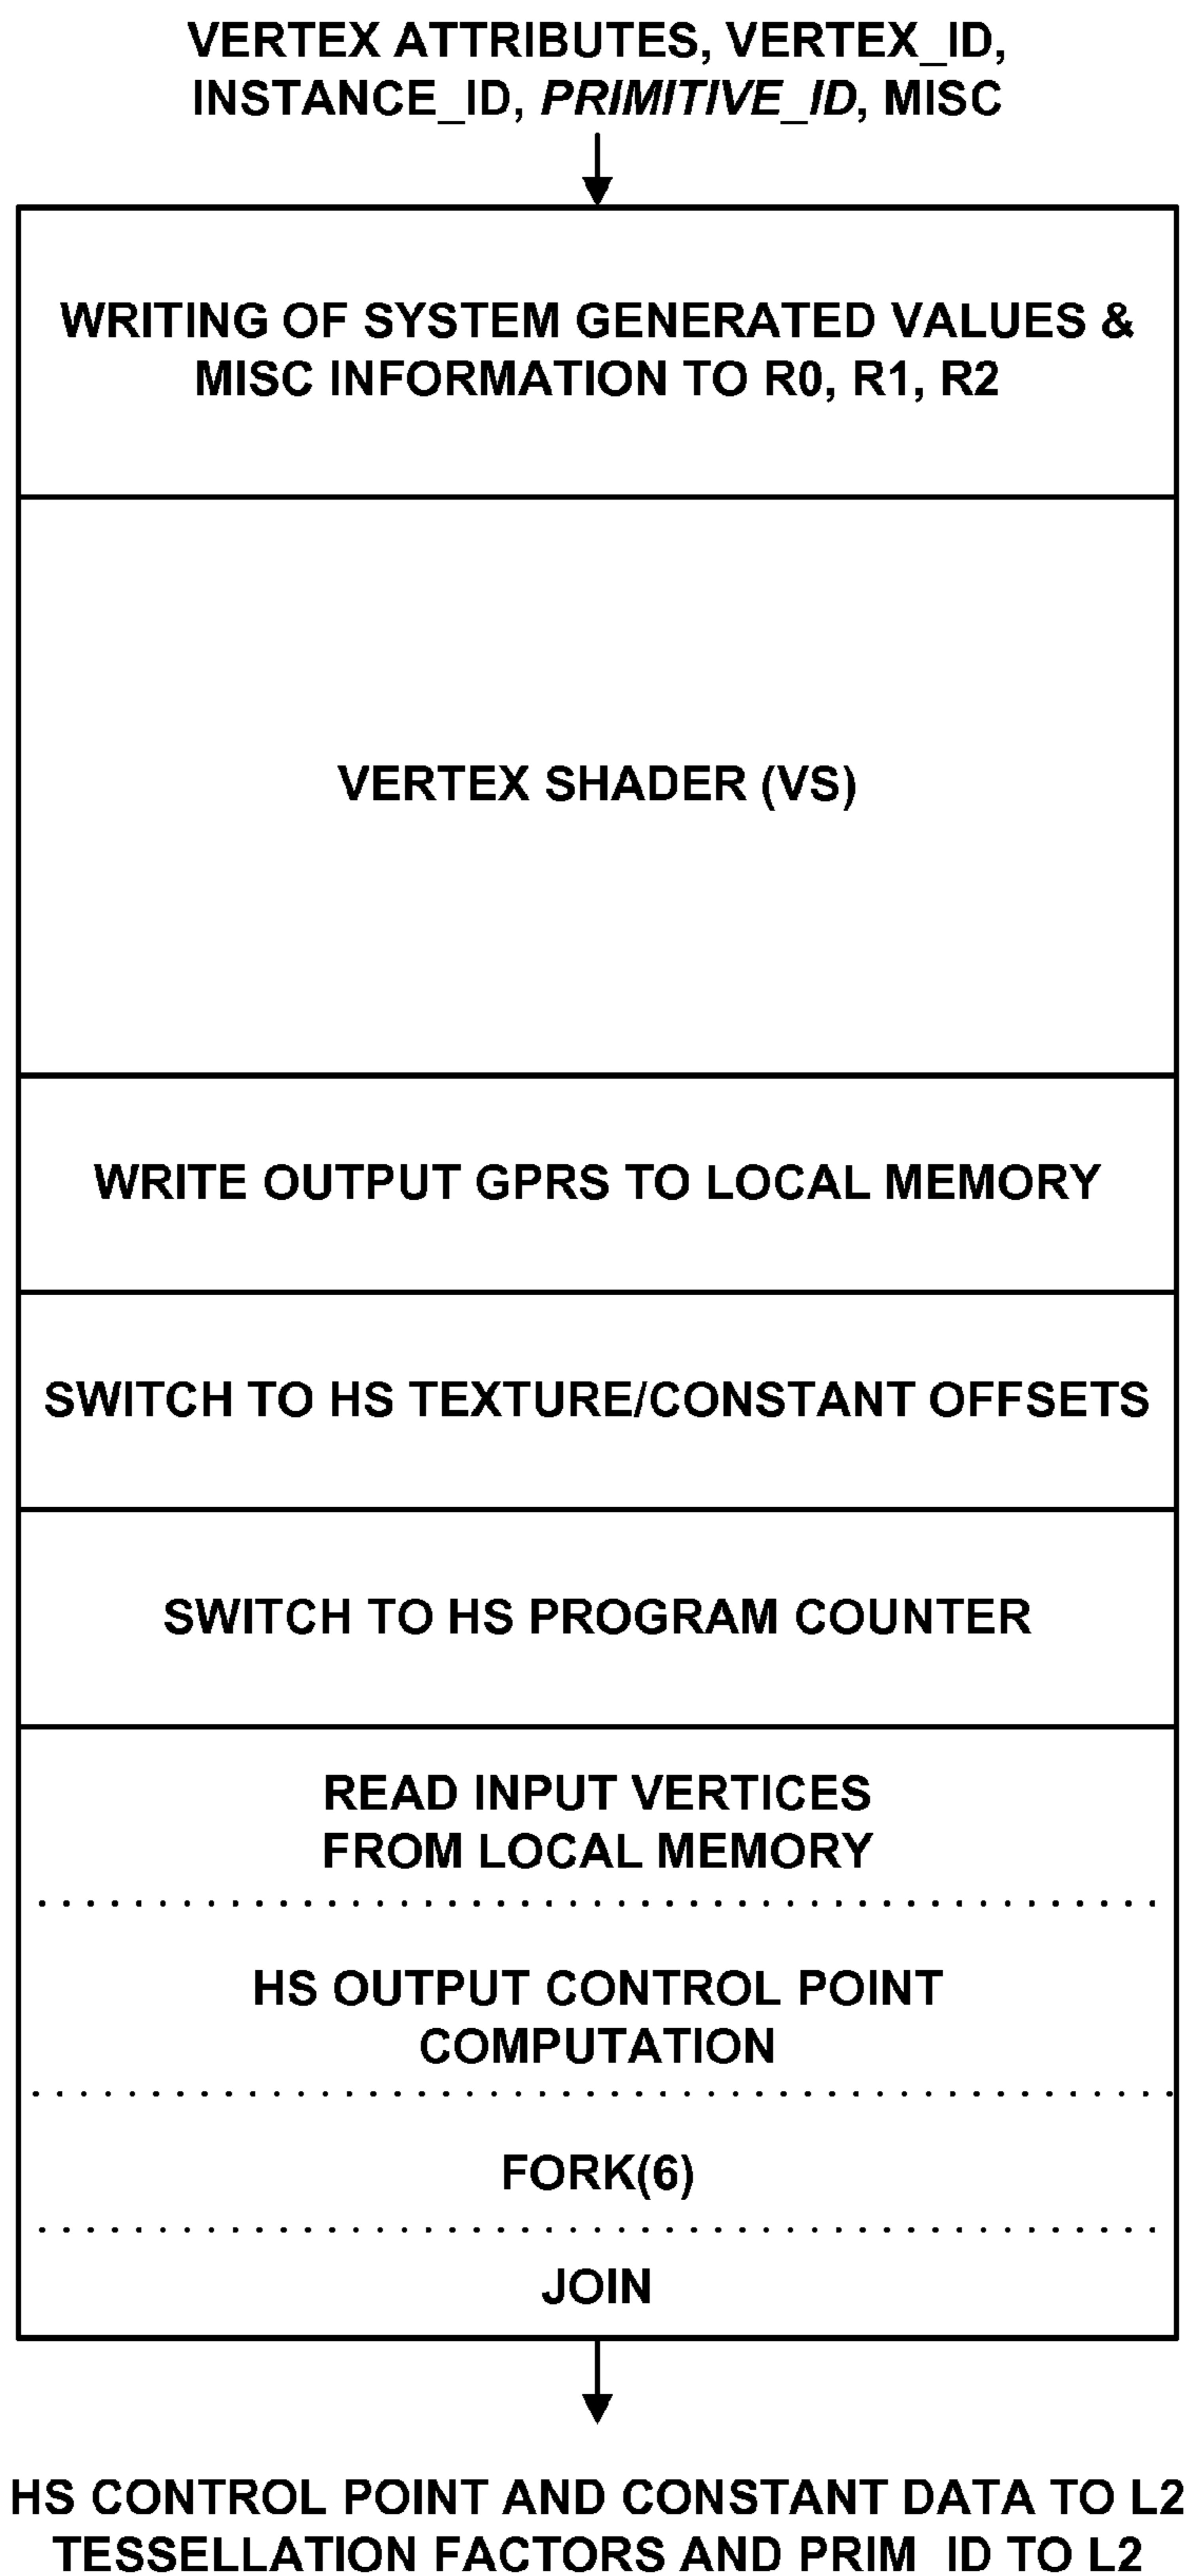 VERTEX ATTRIBUTES, VERTEX_ID,
INSTANCE_ID, PRIMITIVE_ID, MISC
WRITING OF SYSTEM GENERATED VALUES &
MISC INFORMATION TO R0, R1, R2
VERTEX SHADER (VS)
WRITE OUTPUT GPRS TO LOCAL MEMORY
SWITCH TO HS TEXTURE/CONSTANT OFFSETS
SWITCH TO HS PROGRAM COUNTER
READ INPUT VERTICES
FROM LOCAL MEMORY
HS OUTPUT CONTROL POINT
COMPUTATION
FORK(6)
JOIN
HS CONTROL POINT AND CONSTANT DATA TO L2
TESSELLATION FACTORS AND PRIM ID TO L2